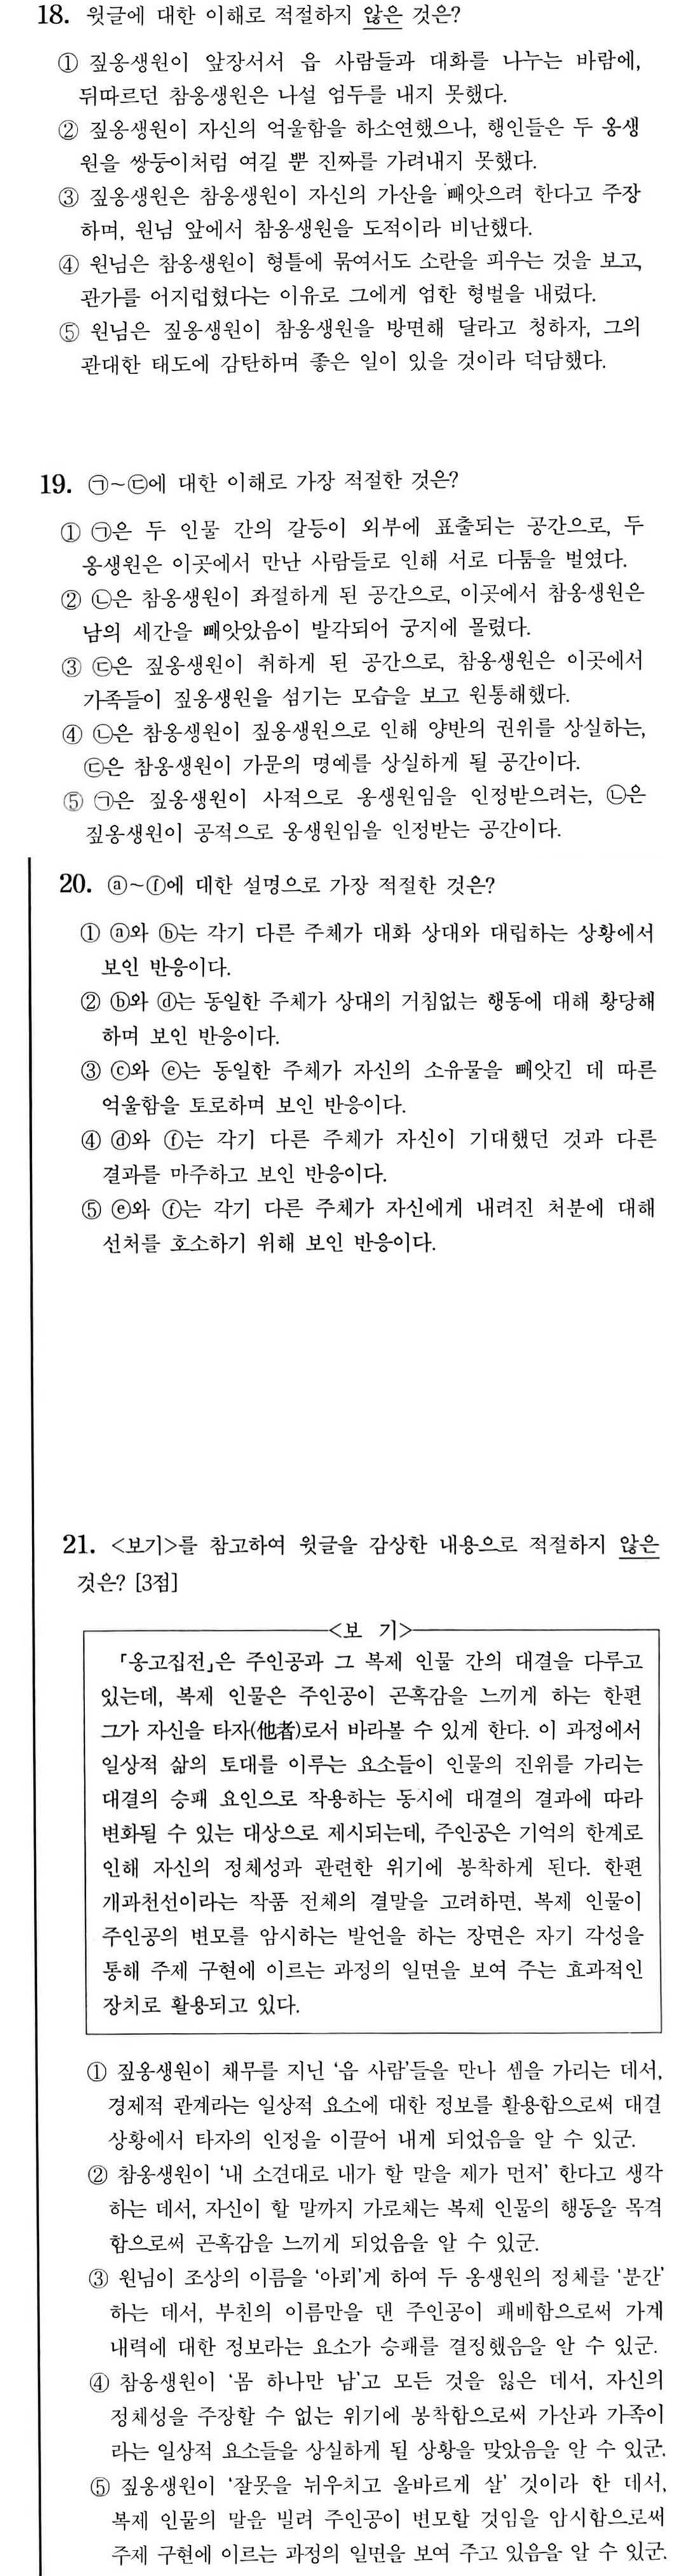 18. 윗글에 대한 이해로 적절하지 않은 것은?
① 짚옹생원이 앞장서서 읍 사람들과 대화를 나누는 바람에,
뒤따르던 참옹생원은 나설 엄두를 내지 못했다.
② 짚옹생원이 자신의 억울함을 하소연했으나, 행인들은 두 옹생
원을 쌍둥이처럼 여길 뿐 진짜를 가려내지 못했다.
③ 짚옹생원은 참옹생원이 자신의 가산을 빼앗으려 한다고 주장
하며, 원님 앞에서 참옹생원을 도적이라 비난했다.
④ 원님은 참옹생원이 형틀에 묶여서도 소란을 피우는 것을 보고,
관가를 어지럽혔다는 이유로 그에게 엄한 형벌을 내렸다.
⑤ 원님은 짚옹생원이 참옹생원을 방면해 달라고 청하자, 그의
관대한 태도에 감탄하며 좋은 일이 있을 것이라 덕담했다.
19. ㉠~㉢에 대한 이해로 가장 적절한 것은?
① ㉠은 두 인물 간의 갈등이 외부에 표출되는 공간으로, 두
옹생원은 이곳에서 만난 사람들로 인해 서로 다툼을 벌였다.
② ㉡은 참옹생원이 좌절하게 된 공간으로, 이곳에서 참옹생원은
남의 세간을 빼앗았음이 발각되어 궁지에 몰렸다.
③ ㉢은 짚옹생원이 취하게 된 공간으로, 참옹생원은 이곳에서
가족들이 짚옹생원을 섬기는 모습을 보고 원통해했다.
④ ㉡은 참옹생원이 짚옹생원으로 인해 양반의 권위를 상실하는,
㉢은 참옹생원이 가문의 명예를 상실하게 될 공간이다.
⑤ ㉠은 짚옹생원이 사적으로 옹생원임을 인정받으려는, ㉡은
짚옹생원이 공적으로 옹생원임을 인정받는 공간이다.
20. ⓐ~ⓕ에 대한 설명으로 가장 적절한 것은?
① ⓐ와 ⓑ는 각기 다른 주체가 대화 상대와 대립하는 상황에서
보인 반응이다.
② ⓑ와 ⓓ는 동일한 주체가 상대의 거침없는 행동에 대해 황당해
하며 보인 반응이다.
③ ⓒ와 ⓔ는 동일한 주체가 자신의 소유물을 빼앗긴 데 따른
억울함을 토로하며 보인 반응이다.
④ ⓓ와 ⓕ는 각기 다른 주체가 자신이 기대했던 것과 다른
결과를 마주하고 보인 반응이다.
⑤ ⓔ와 ⓕ는 각기 다른 주체가 자신에게 내려진 처분에 대해
선처를 호소하기 위해 보인 반응이다.
21. <보기>를 참고하여 윗글을 감상한 내용으로 적절하지 않은
것은? [3점]
<보 기>
「옹고집전」은 주인공과 그 복제 인물 간의 대결을 다루고
있는데, 복제 인물은 주인공이 곤혹감을 느끼게 하는 한편
그가 자신을 타자(他者)로서 바라볼 수 있게 한다. 이 과정에서
일상적 삶의 토대를 이루는 요소들이 인물의 진위를 가리는
대결의 승패 요인으로 작용하는 동시에 대결의 결과에 따라
변화될 수 있는 대상으로 제시되는데, 주인공은 기억의 한계로
인해 자신의 정체성과 관련한 위기에 봉착하게 된다. 한편
개과천선이라는 작품 전체의 결말을 고려하면, 복제 인물이
주인공의 변모를 암시하는 발언을 하는 장면은 자기 각성을
통해 주제 구현에 이르는 과정의 일면을 보여 주는 효과적인
장치로 활용되고 있다.
① 짚옹생원이 채무를 지닌 ‘읍 사람’들을 만나 셈을 가리는 데서,
경제적 관계라는 일상적 요소에 대한 정보를 활용함으로써 대결
상황에서 타자의 인정을 이끌어 내게 되었음을 알 수 있군.
② 참옹생원이 ‘내 소견대로 내가 할 말을 제가 먼저’ 한다고 생각
하는 데서, 자신이 할 말까지 가로채는 복제 인물의 행동을 목격
함으로써 곤혹감을 느끼게 되었음을 알 수 있군.
③ 원님이 조상의 이름을 ‘아뢰’게 하여 두 옹생원의 정체를 ‘분간’
하는 데서, 부친의 이름만을 댄 주인공이 패배함으로써 가계
내력에 대한 정보라는 요소가 승패를 결정했음을 알 수 있군.
④ 참옹생원이 ‘몸 하나만 남’고 모든 것을 잃은 데서, 자신의
정체성을 주장할 수 없는 위기에 봉착함으로써 가산과 가족이
라는 일상적 요소들을 상실하게 될 상황을 맞았음을 알 수 있군.
⑤ 짚옹생원이 ‘잘못을 뉘우치고 올바르게 살’ 것이라 한 데서,
복제 인물의 말을 빌려 주인공이 변모할 것임을 암시함으로써
주제 구현에 이르는 과정의 일면을 보여 주고 있음을 알 수 있군.